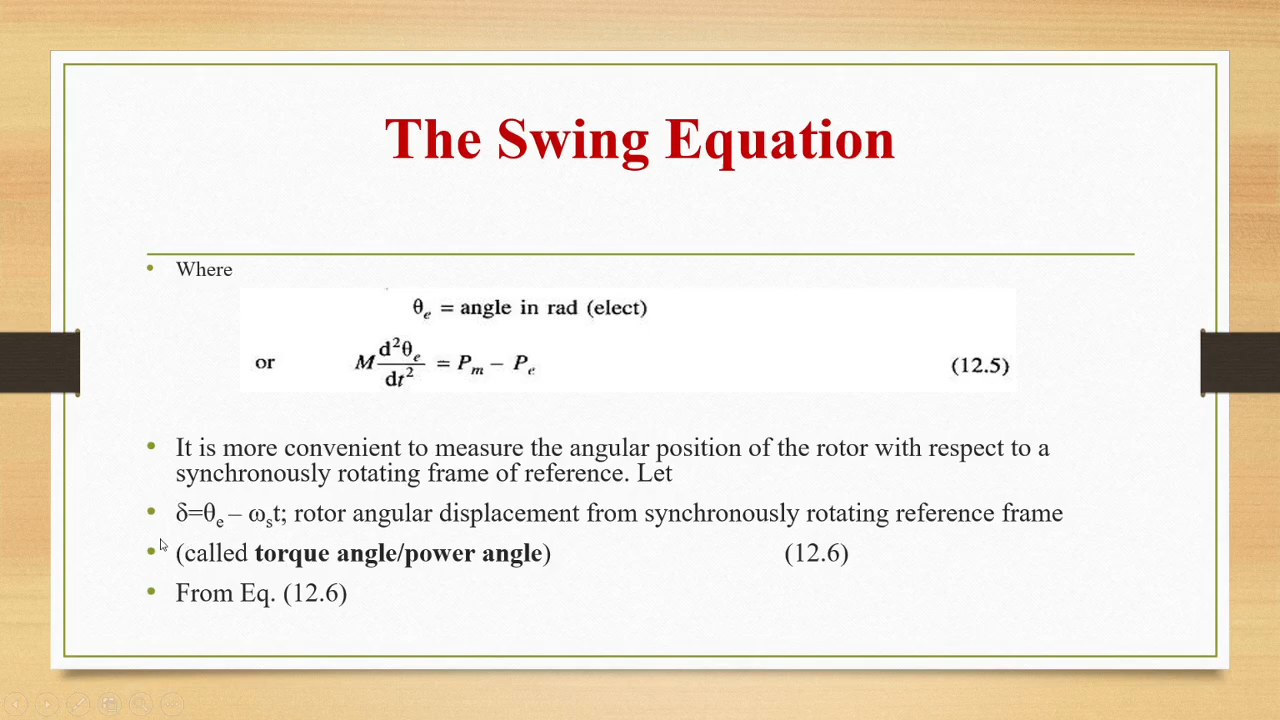 The Swing Equation
• Where
θₑ = angle in rad (elect)
or M d²θₑ/dt² = Pₘ − Pₑ (12.5)
• It is more convenient to measure the angular position of the rotor with respect to a
synchronously rotating frame of reference. Let
• δ=θₑ – ωₛt; rotor angular displacement from synchronously rotating reference frame
• (called torque angle/power angle) (12.6)
• From Eq. (12.6)